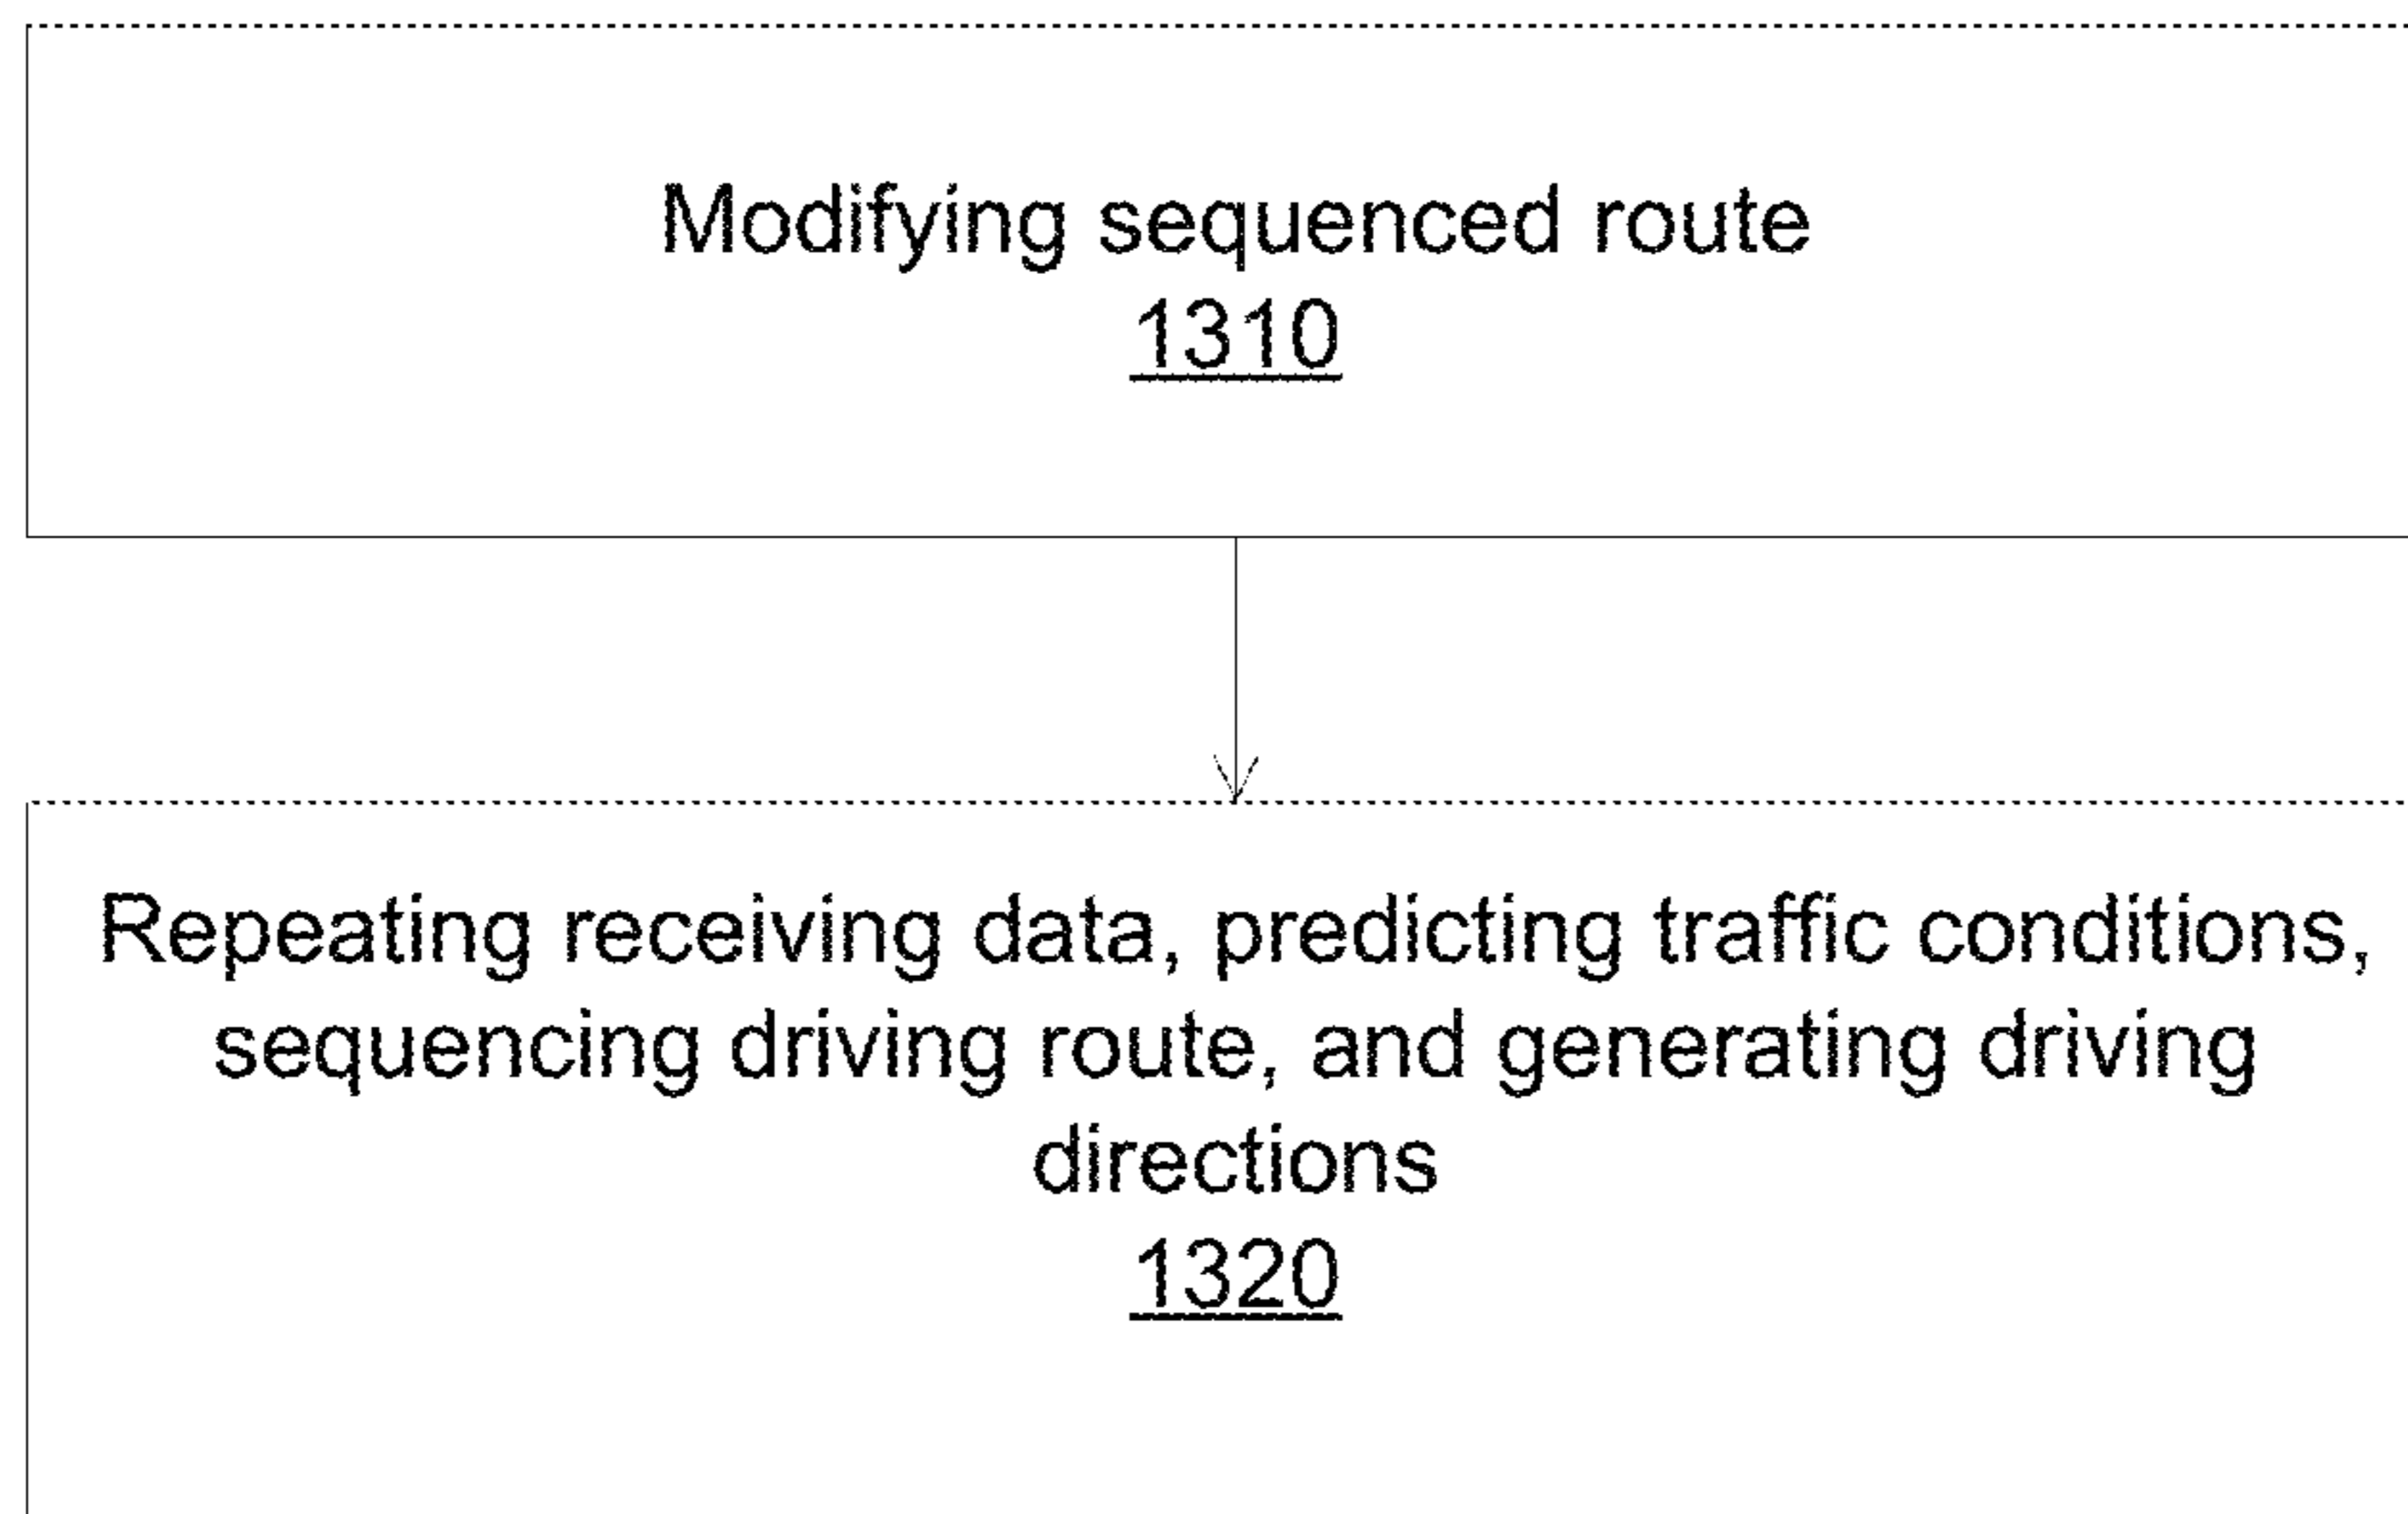 Modifying sequenced route
1310
Repeating receiving data, predicting traffic conditions,
sequencing driving route, and generating driving
directions
1320